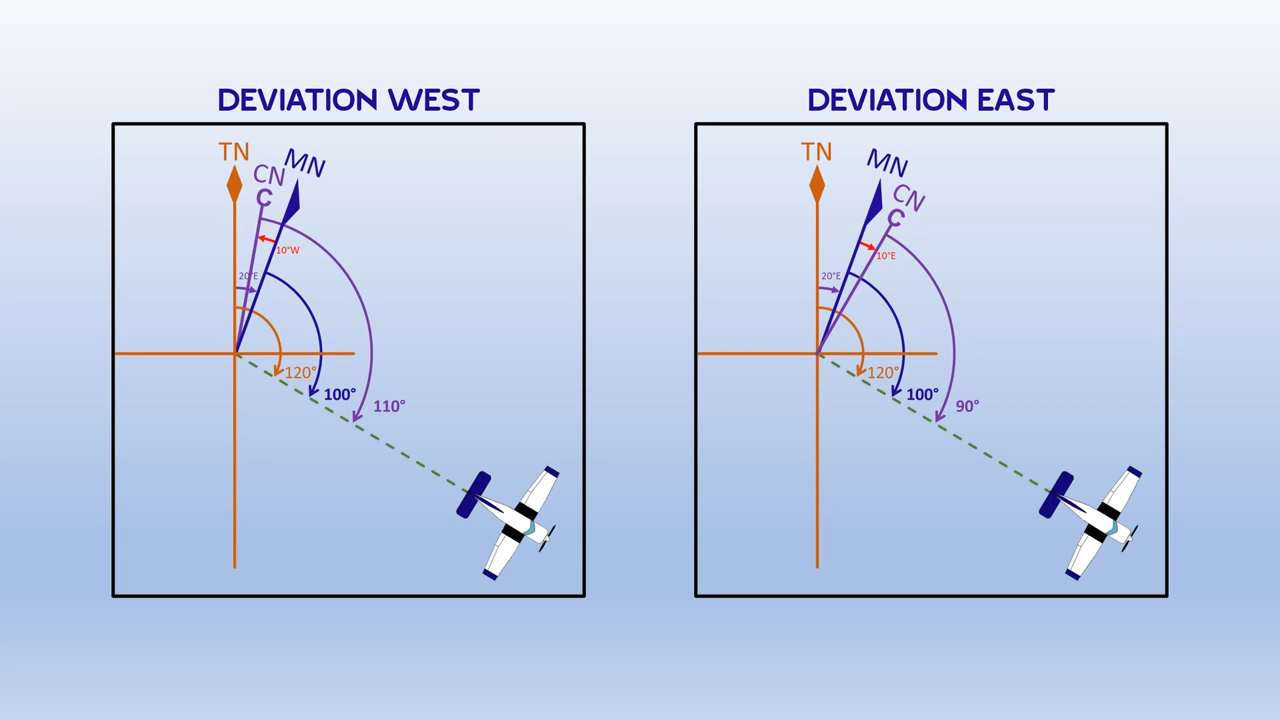 DEVIATION WEST
TN
CN
MN
C
10°W
20°E
120°
100°
110°
DEVIATION EAST
TN
MN
CN
C
10°E
20°E
120°
100°
90°